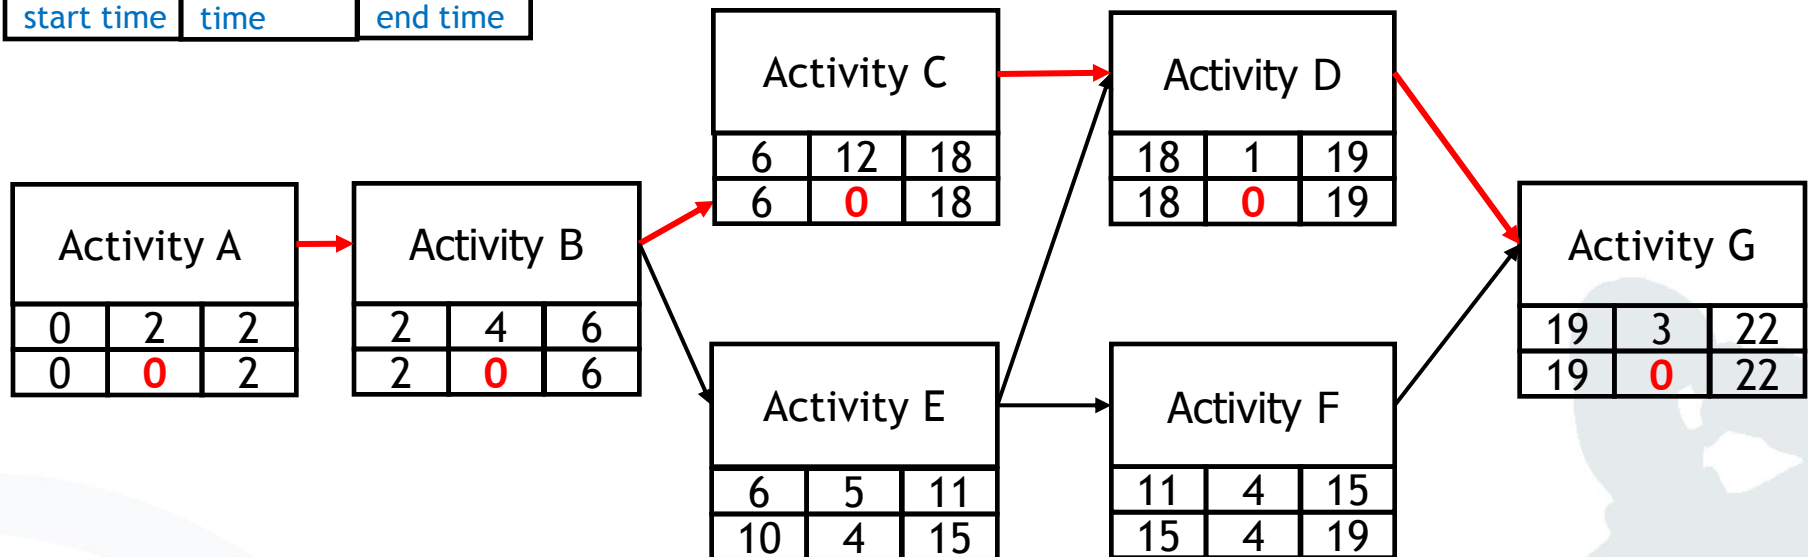 start time time end time
Activity C
6 12 18
6 0 18
Activity D
18 1 19
18 0 19
Activity A
0 2 2
0 0 2
Activity B
2 4 6
2 0 6
Activity G
19 3 22
19 0 22
Activity E
6 5 11
10 4 15
Activity F
11 4 15
15 4 19